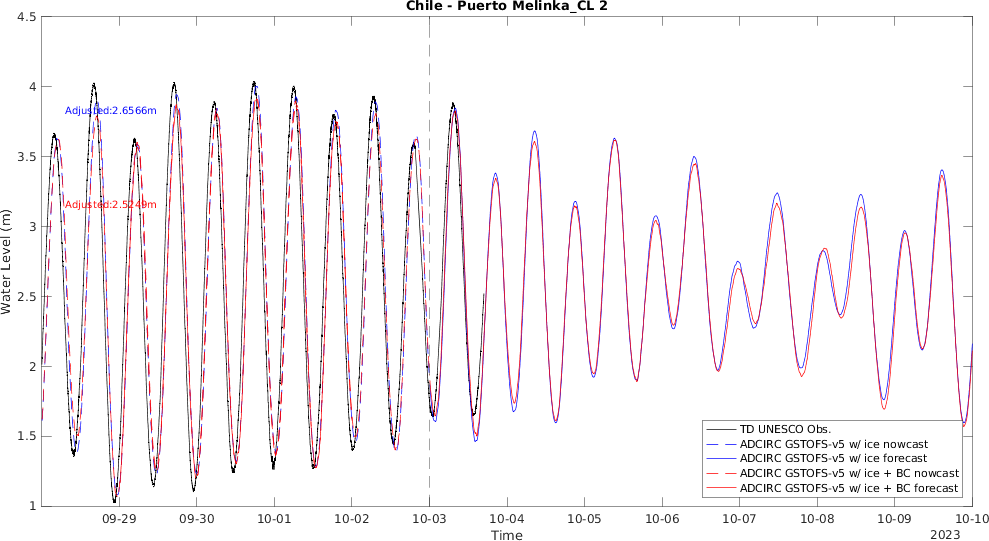 Chile - Puerto Melinka_CL 2
4.5
4
3.5
3
2.5
2
1.5
1
Water Level (m)
Adjusted:2.6566m
Adjusted:2.5249m
TD UNESCO Obs.
ADCIRC GSTOFS-v5 w/ ice nowcast
ADCIRC GSTOFS-v5 w/ ice forecast
ADCIRC GSTOFS-v5 w/ ice + BC nowcast
ADCIRC GSTOFS-v5 w/ ice + BC forecast
09-29 09-30 10-01 10-02 10-03 10-04 10-05 10-06 10-07 10-08 10-09 10-10
Time
2023